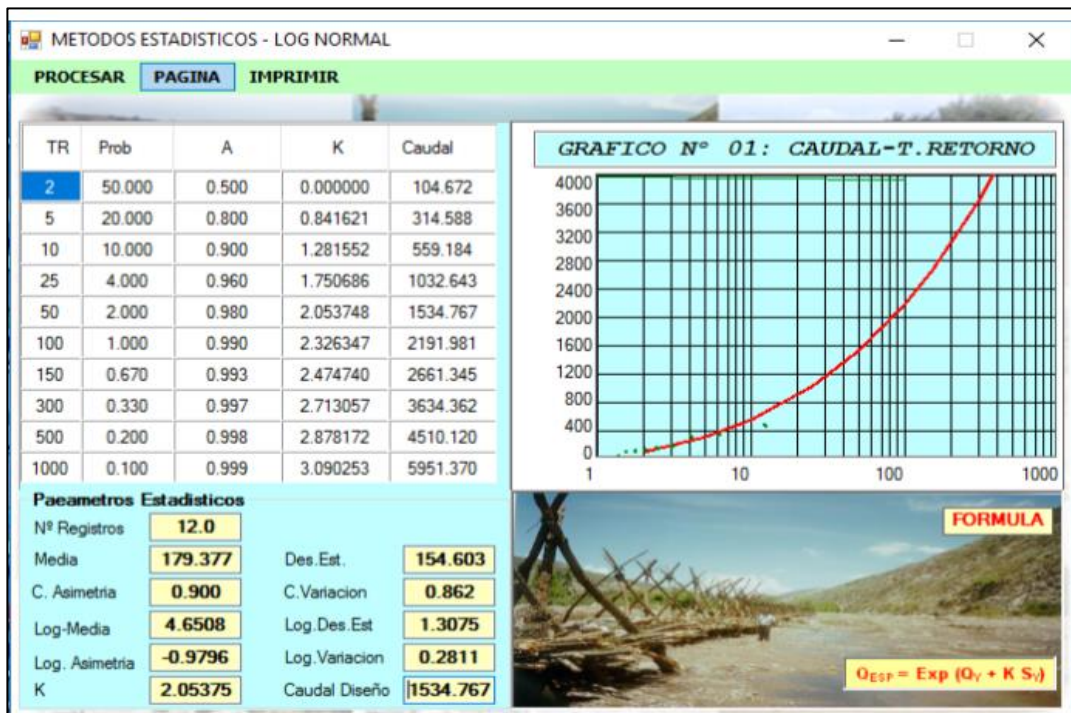 METODOS ESTADISTICOS - LOG NORMAL
PROCESAR PAGINA IMPRIMIR
TR Prob A K Caudal
2 50.000 0.500 0.000000 104.672
5 20.000 0.800 0.841621 314.588
10 10.000 0.900 1.281552 559.184
25 4.000 0.960 1.750686 1032.643
50 2.000 0.980 2.053748 1534.767
100 1.000 0.990 2.326347 2191.981
150 0.670 0.993 2.474740 2661.345
300 0.330 0.997 2.713057 3634.362
500 0.200 0.998 2.878172 4510.120
1000 0.100 0.999 3.090253 5951.370
GRAFICO Nº 01: CAUDAL-T.RETORNO
4000
3600
3200
2800
2400
2000
1600
1200
800
400
0
1 10 100 1000
Paeametros Estadisticos
Nº Registros 12.0
Media 179.377 Des.Est. 154.603
C. Asimetria 0.900 C.Variacion 0.862
Log-Media 4.6508 Log.Des.Est 1.3075
Log. Asimetria -0.9796 Log.Variacion 0.2811
K 2.05375 Caudal Diseño 1534.767
FORMULA
QESP = Exp (QY + K SY)